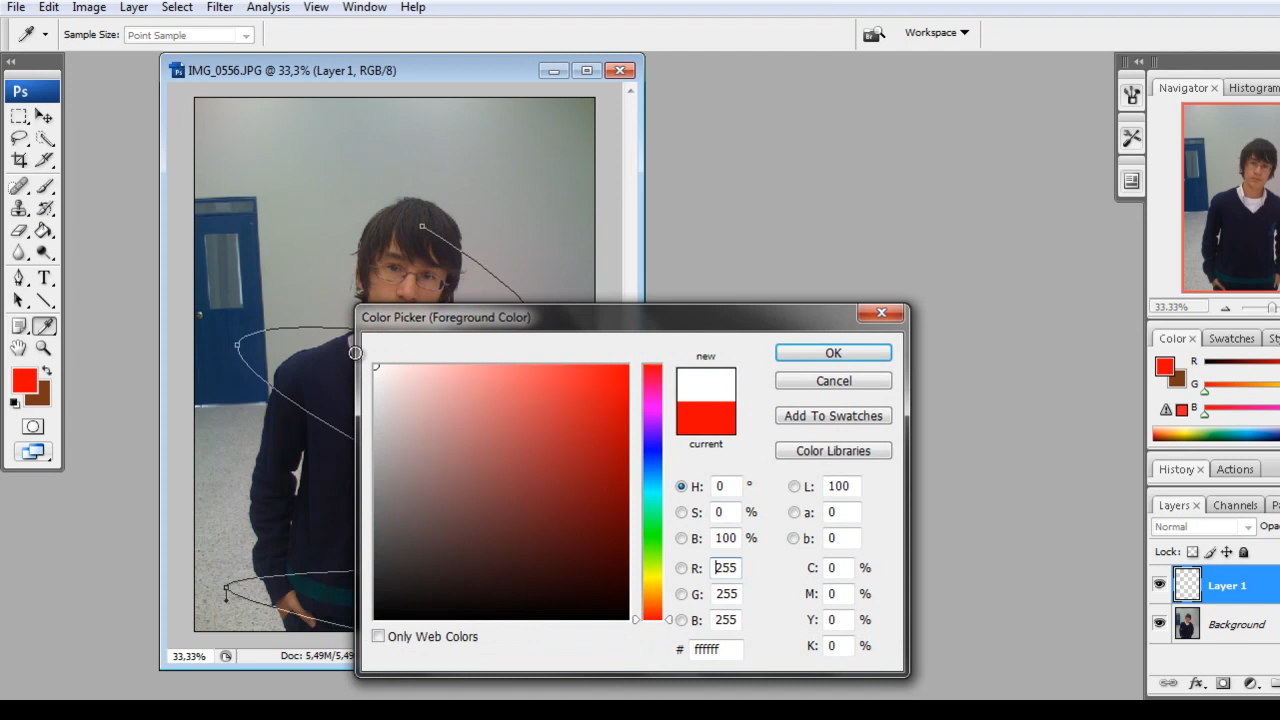 File Edit Image Layer Select Filter Analysis View Window Help
Sample Size: Point Sample
Workspace
IMG_0556.JPG @ 33,3% (Layer 1, RGB/8)
Ps
Navigator Histogram
33.33%
Color Picker (Foreground Color)
new
current
OK
Cancel
Add To Swatches
Color Libraries
H: 0 °
S: 0 %
B: 100 %
R: 255
G: 255
B: 255
# ffffff
L: 100
a: 0
b: 0
C: 0 %
M: 0 %
Y: 0 %
K: 0 %
Only Web Colors
33,33% Doc: 5,49M/5,4
Color Swatches
R
G
B
History Actions
Layers Channels
Normal
Lock:
Layer 1
Background